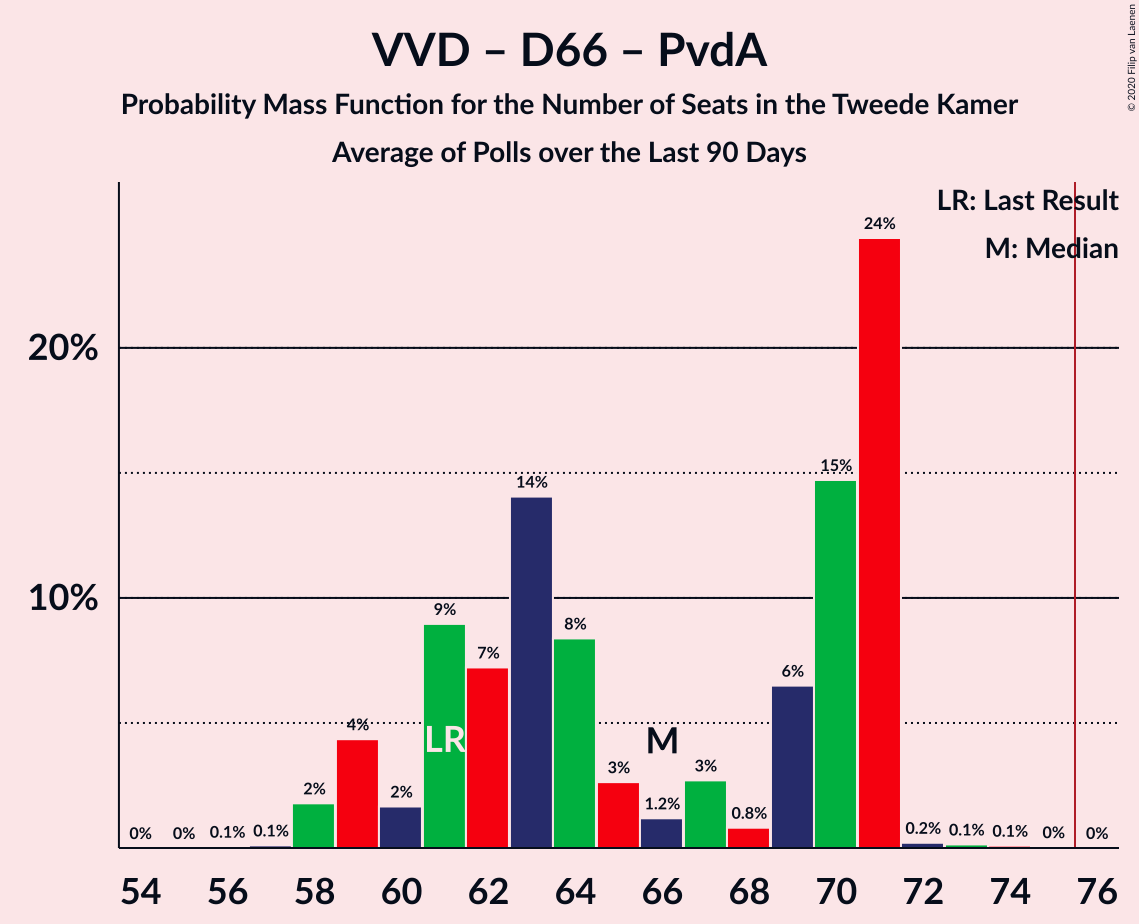 VVD – D66 – PvdA
Probability Mass Function for the Number of Seats in the Tweede Kamer
Average of Polls over the Last 90 Days
© 2020 Filip van Laenen
LR: Last Result
M: Median
20%
10%
0%
0%
0.1%
0.1%
2%
4%
2%
9%
7%
14%
8%
3%
1.2%
3%
0.8%
6%
15%
24%
0.2%
0.1%
0.1%
0%
0%
LR
M
54 56 58 60 62 64 66 68 70 72 74 76